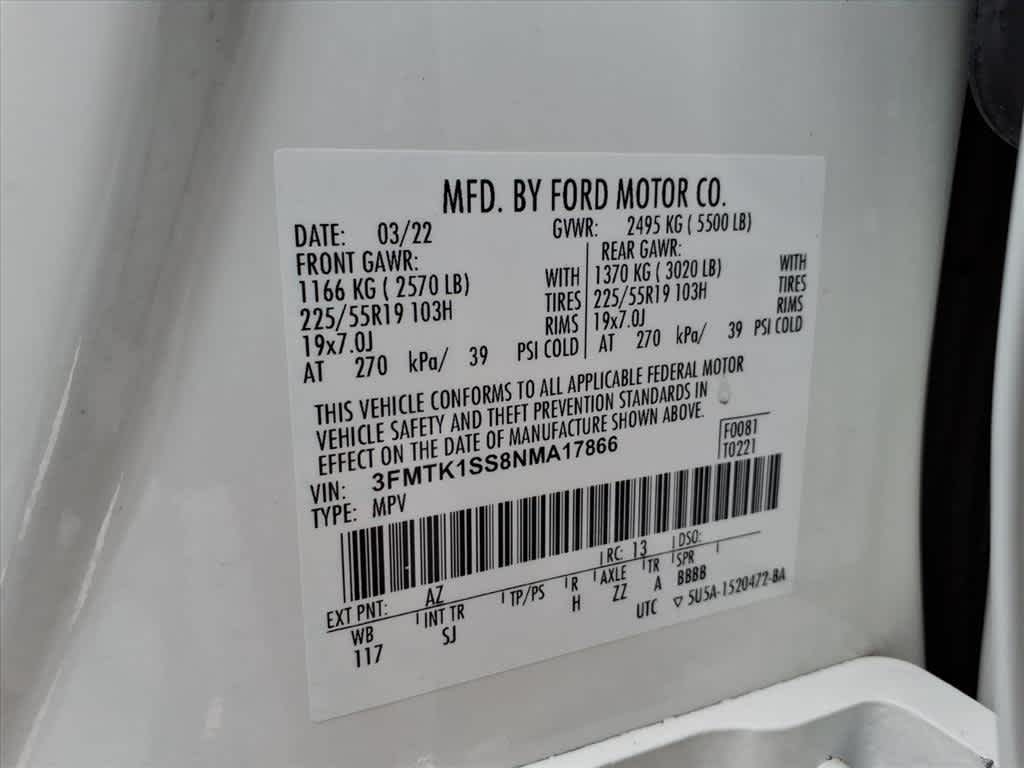 MFD. BY FORD MOTOR CO.
DATE: 03/22 GVWR: 2495 KG ( 5500 LB)
FRONT GAWR: REAR GAWR:
1166 KG ( 2570 LB) WITH 1370 KG ( 3020 LB) WITH
225/55R19 103H TIRES 225/55R19 103H TIRES
19x7.0J RIMS 19x7.0J RIMS
AT 270 kPa/ 39 PSI COLD AT 270 kPa/ 39 PSI COLD
THIS VEHICLE CONFORMS TO ALL APPLICABLE FEDERAL MOTOR
VEHICLE SAFETY AND THEFT PREVENTION STANDARDS IN
EFFECT ON THE DATE OF MANUFACTURE SHOWN ABOVE.
F0081
VIN: 3FMTK1SS8NMA17866 T0221
TYPE: MPV
EXT PNT: AZ RC: 13 DSO:
WB INT TR TP/PS R AXLE TR SPR
117 SJ H ZZ A BBBB
UTC ▽ 5U5A-1520472-BA